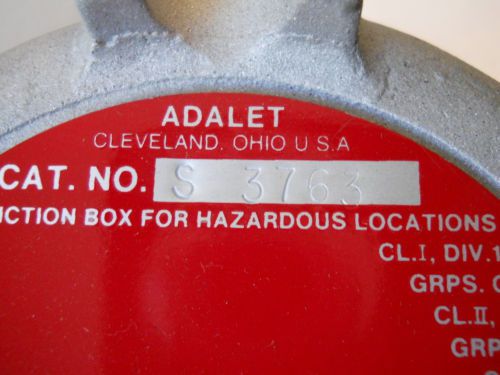 ADALET
CLEVELAND. OHIO U S.A
CAT. NO. S 3763
CTION BOX FOR HAZARDOUS LOCATIONS
CL.I, DIV.1
GRPS.
CL.II,
GRP